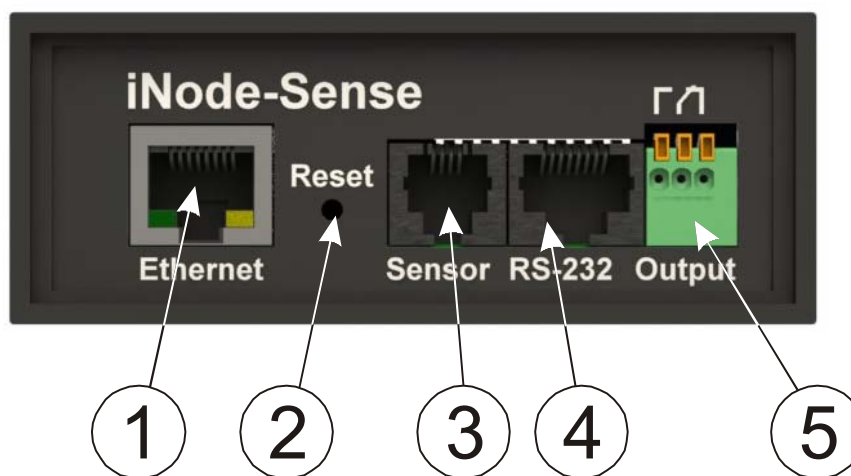 iNode-Sense
Reset
Ethernet
Sensor
RS-232
Output
1
2
3
4
5